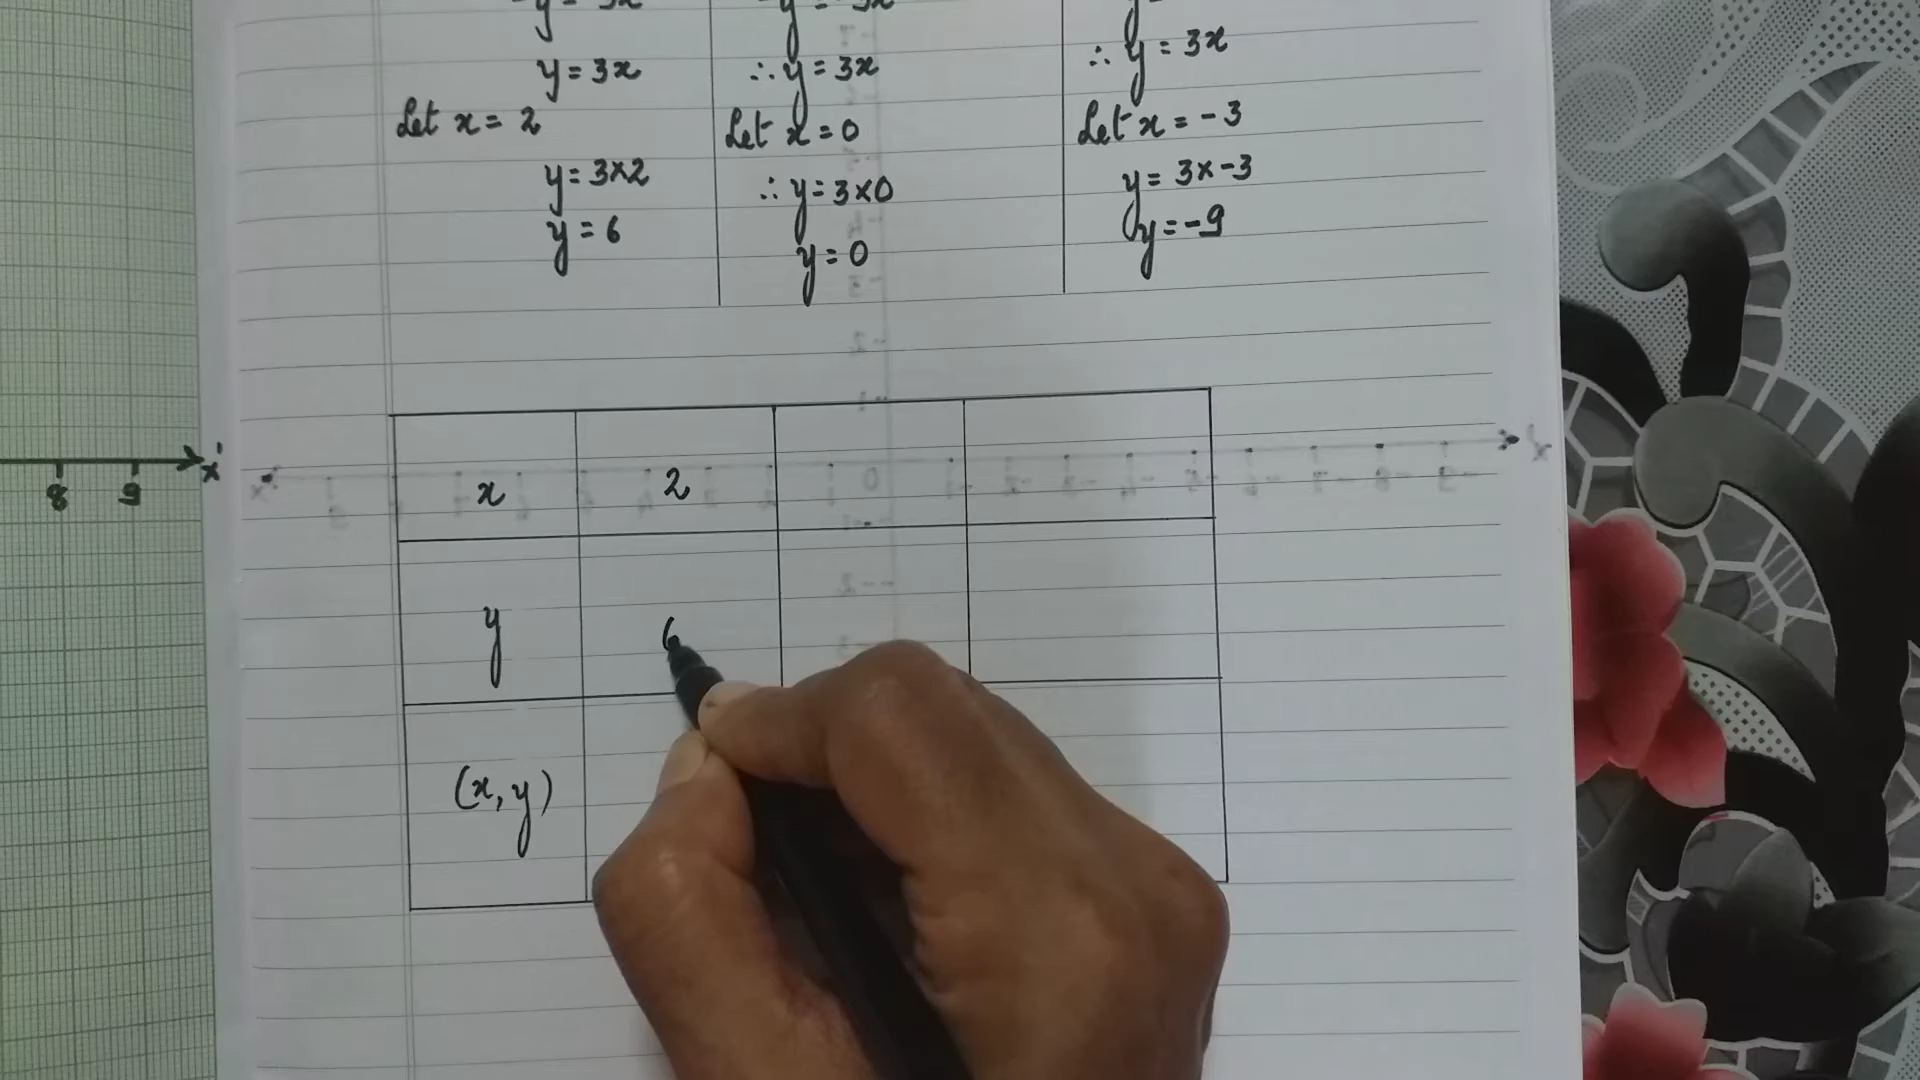 y = 3x
Let x = 2
y = 3×2
y = 6
∴ y = 3x
Let x = 0
∴ y = 3×0
y = 0
∴ y = 3x
Let x = -3
y = 3×-3
y = -9
x 2
y 6
(x, y)
8 9 x'